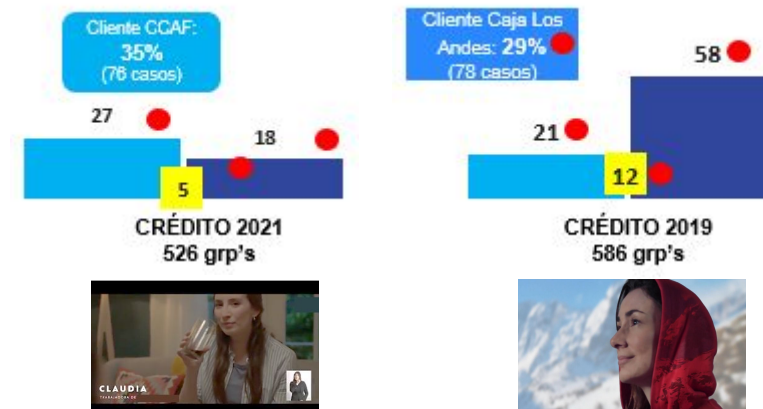 Cliente CCAF:
35%
(76 casos)
27
18
5
CRÉDITO 2021
526 grp's
CLAUDIA
Cliente Caja Los
Andes: 29%
(78 casos)
58
21
12
CRÉDITO 2019
586 grp's